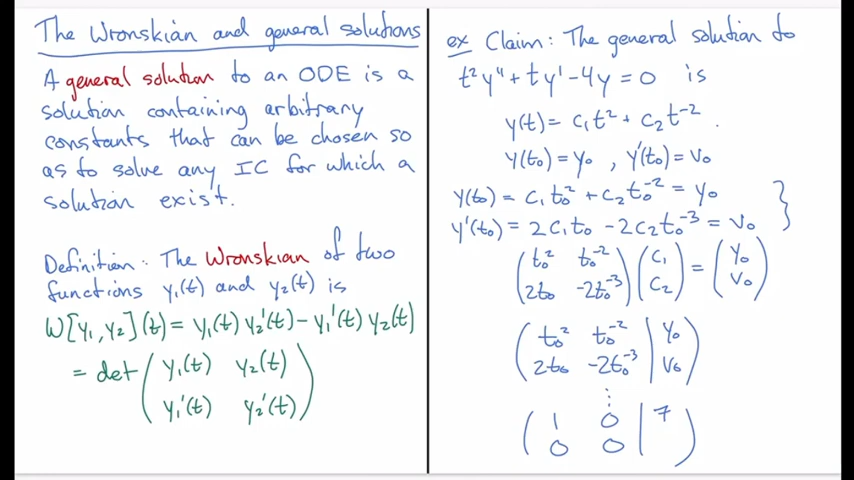 The Wronskian and general solutions
A general solution to an ODE is a
solution containing arbitrary
constants that can be chosen so
as to solve any IC for which a
solution exist.
Definition: The Wronskian of two
functions y₁(t) and y₂(t) is
W[y₁,y₂](t) = y₁(t) y₂'(t) − y₁'(t) y₂(t)
= det ( y₁(t) y₂(t)
y₁'(t) y₂'(t) )
ex Claim: The general solution to
t²y'' + ty' − 4y = 0 is
y(t) = c₁t² + c₂t⁻².
y(t₀) = y₀, y'(t₀) = v₀
y(t₀) = c₁t₀² + c₂t₀⁻² = y₀ }
y'(t₀) = 2c₁t₀ − 2c₂t₀⁻³ = v₀
( t₀² t₀⁻² ) ( c₁ ) = ( y₀ )
( 2t₀ −2t₀⁻³ ) ( c₂ ) ( v₀ )
( t₀² t₀⁻² | y₀ )
( 2t₀ −2t₀⁻³ | v₀ )
⋮
( 1 0 | 7
0 0 | )